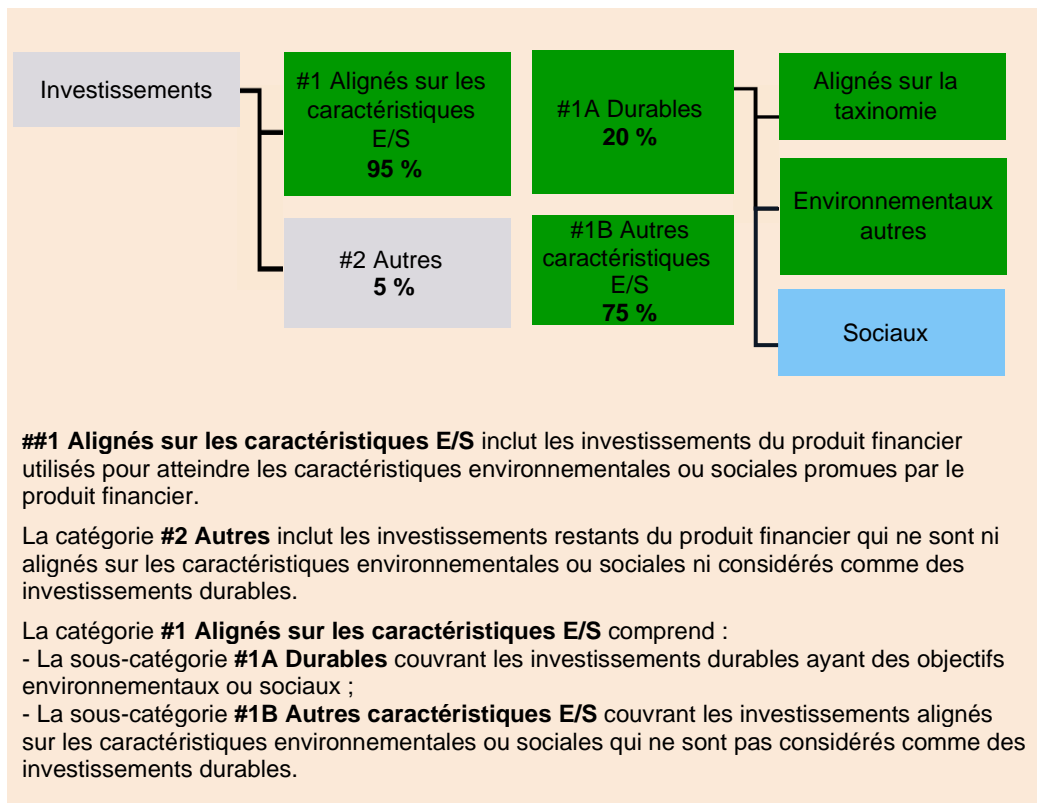 Investissements
#1 Alignés sur les
caractéristiques
E/S
95 %
#2 Autres
5 %
#1A Durables
20 %
#1B Autres
caractéristiques
E/S
75 %
Alignés sur la
taxinomie
Environnementaux
autres
Sociaux
##1 Alignés sur les caractéristiques E/S inclut les investissements du produit financier
utilisés pour atteindre les caractéristiques environnementales ou sociales promues par le
produit financier.
La catégorie #2 Autres inclut les investissements restants du produit financier qui ne sont ni
alignés sur les caractéristiques environnementales ou sociales ni considérés comme des
investissements durables.
La catégorie #1 Alignés sur les caractéristiques E/S comprend :
- La sous-catégorie #1A Durables couvrant les investissements durables ayant des objectifs
environnementaux ou sociaux ;
- La sous-catégorie #1B Autres caractéristiques E/S couvrant les investissements alignés
sur les caractéristiques environnementales ou sociales qui ne sont pas considérés comme des
investissements durables.